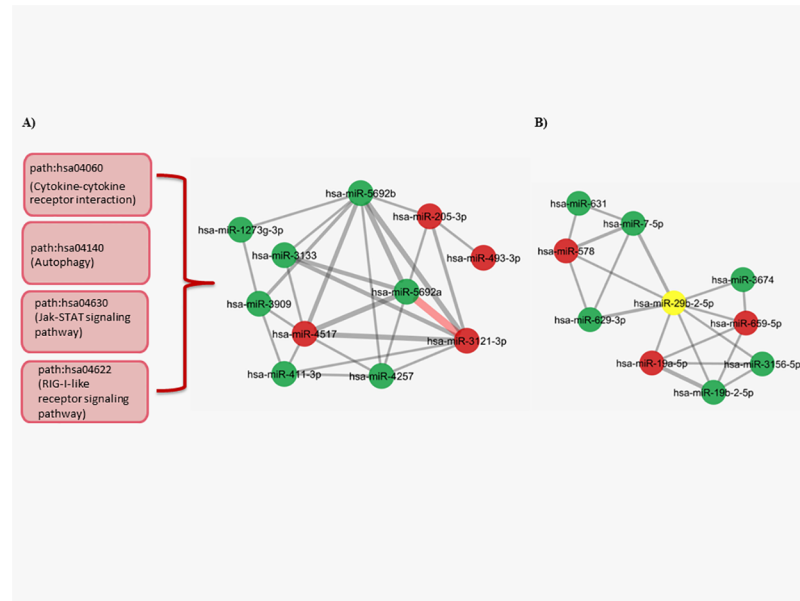 A)
path:hsa04060
(Cytokine-cytokine
receptor interaction)
path:hsa04140
(Autophagy)
path:hsa04630
(Jak-STAT signaling
pathway)
path:hsa04622
(RIG-I-like
receptor signaling
pathway)
hsa-miR-5692b
hsa-miR-205-3p
hsa-miR-1273g-3p
hsa-miR-3133
hsa-miR-493-3p
hsa-miR-5692a
hsa-miR-3909
hsa-miR-4517
hsa-miR-3121-3p
hsa-miR-411-3p
hsa-miR-4257
B)
hsa-miR-631
hsa-miR-7-5p
hsa-miR-578
hsa-miR-3674
hsa-miR-29b-2-5p
hsa-miR-629-3p
hsa-miR-659-5p
hsa-miR-19a-5p
hsa-miR-3156-5p
hsa-miR-19b-2-5p